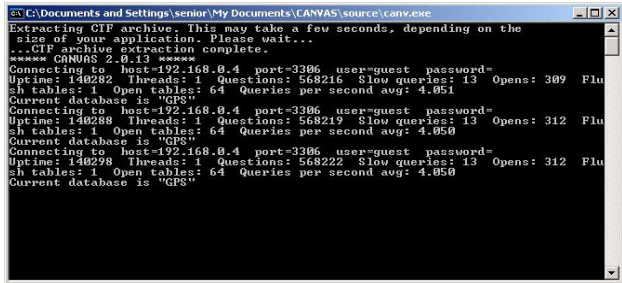 C:\Documents and Settings\senior\My Documents\CANVAS\source\canv.exe
Extracting CTF archive. This may take a few seconds, depending on the
size of your application. Please wait...
...CTF archive extraction complete.
***** CANVAS 2.0.13 *****
Connecting to  host=192.168.0.4  port=3306  user=guest  password=
Uptime: 140282  Threads: 1  Questions: 568216  Slow queries: 13  Opens: 309  Flu
sh tables: 1  Open tables: 64  Queries per second avg: 4.051
Current database is "GPS"
Connecting to  host=192.168.0.4  port=3306  user=guest  password=
Uptime: 140288  Threads: 1  Questions: 568219  Slow queries: 13  Opens: 312  Flu
sh tables: 1  Open tables: 64  Queries per second avg: 4.050
Current database is "GPS"
Connecting to  host=192.168.0.4  port=3306  user=guest  password=
Uptime: 140298  Threads: 1  Questions: 568222  Slow queries: 13  Opens: 312  Flu
sh tables: 1  Open tables: 64  Queries per second avg: 4.050
Current database is "GPS"